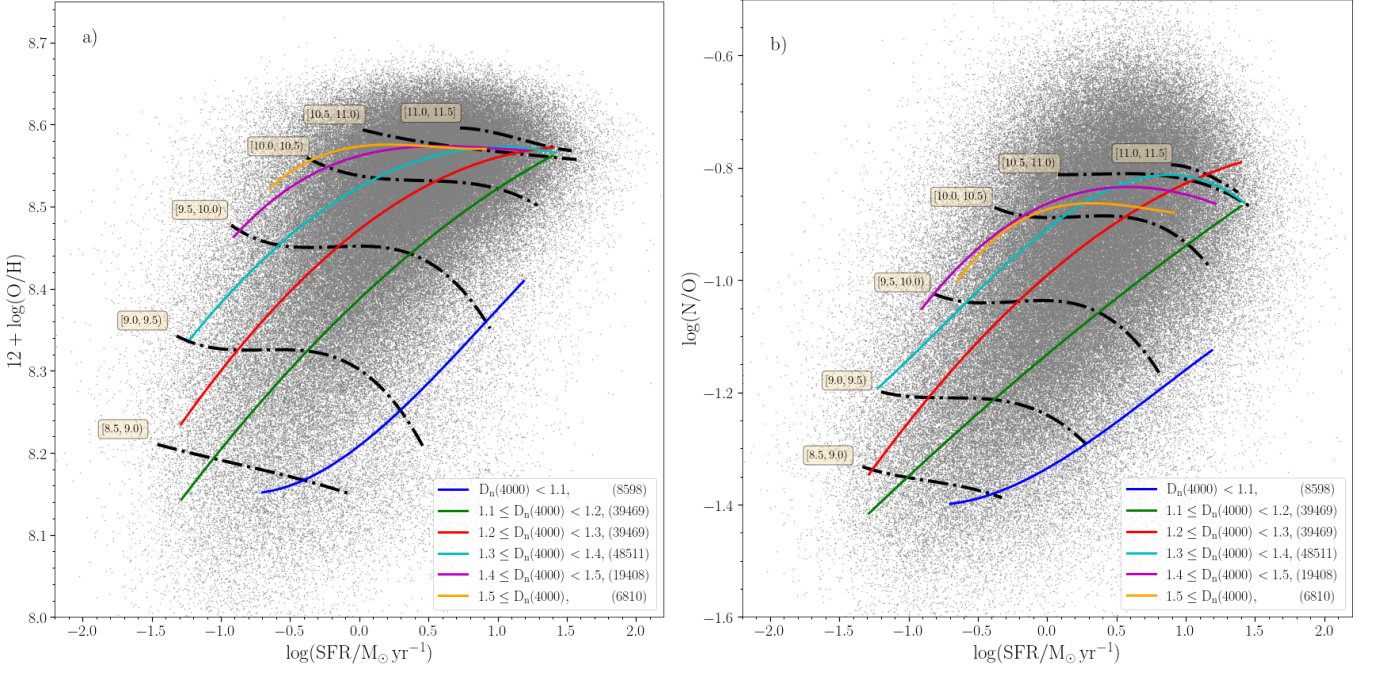 a)
12 + log(O/H)
8.7
8.6
8.5
8.4
8.3
8.2
8.1
8.0
[11.0, 11.5]
[10.5, 11.0)
[10.0, 10.5)
[9.5, 10.0)
[9.0, 9.5)
[8.5, 9.0)
Dₙ(4000) < 1.1, (8598)
1.1 ≤ Dₙ(4000) < 1.2, (39469)
1.2 ≤ Dₙ(4000) < 1.3, (39469)
1.3 ≤ Dₙ(4000) < 1.4, (48511)
1.4 ≤ Dₙ(4000) < 1.5, (19408)
1.5 ≤ Dₙ(4000), (6810)
−2.0 −1.5 −1.0 −0.5 0.0 0.5 1.0 1.5 2.0
log(SFR/M⊙ yr⁻¹)
b)
log(N/O)
−0.6
−0.8
−1.0
−1.2
−1.4
−1.6
[11.0, 11.5]
[10.5, 11.0)
[10.0, 10.5)
[9.5, 10.0)
[9.0, 9.5)
[8.5, 9.0)
Dₙ(4000) < 1.1, (8598)
1.1 ≤ Dₙ(4000) < 1.2, (39469)
1.2 ≤ Dₙ(4000) < 1.3, (39469)
1.3 ≤ Dₙ(4000) < 1.4, (48511)
1.4 ≤ Dₙ(4000) < 1.5, (19408)
1.5 ≤ Dₙ(4000), (6810)
−2.0 −1.5 −1.0 −0.5 0.0 0.5 1.0 1.5 2.0
log(SFR/M⊙ yr⁻¹)